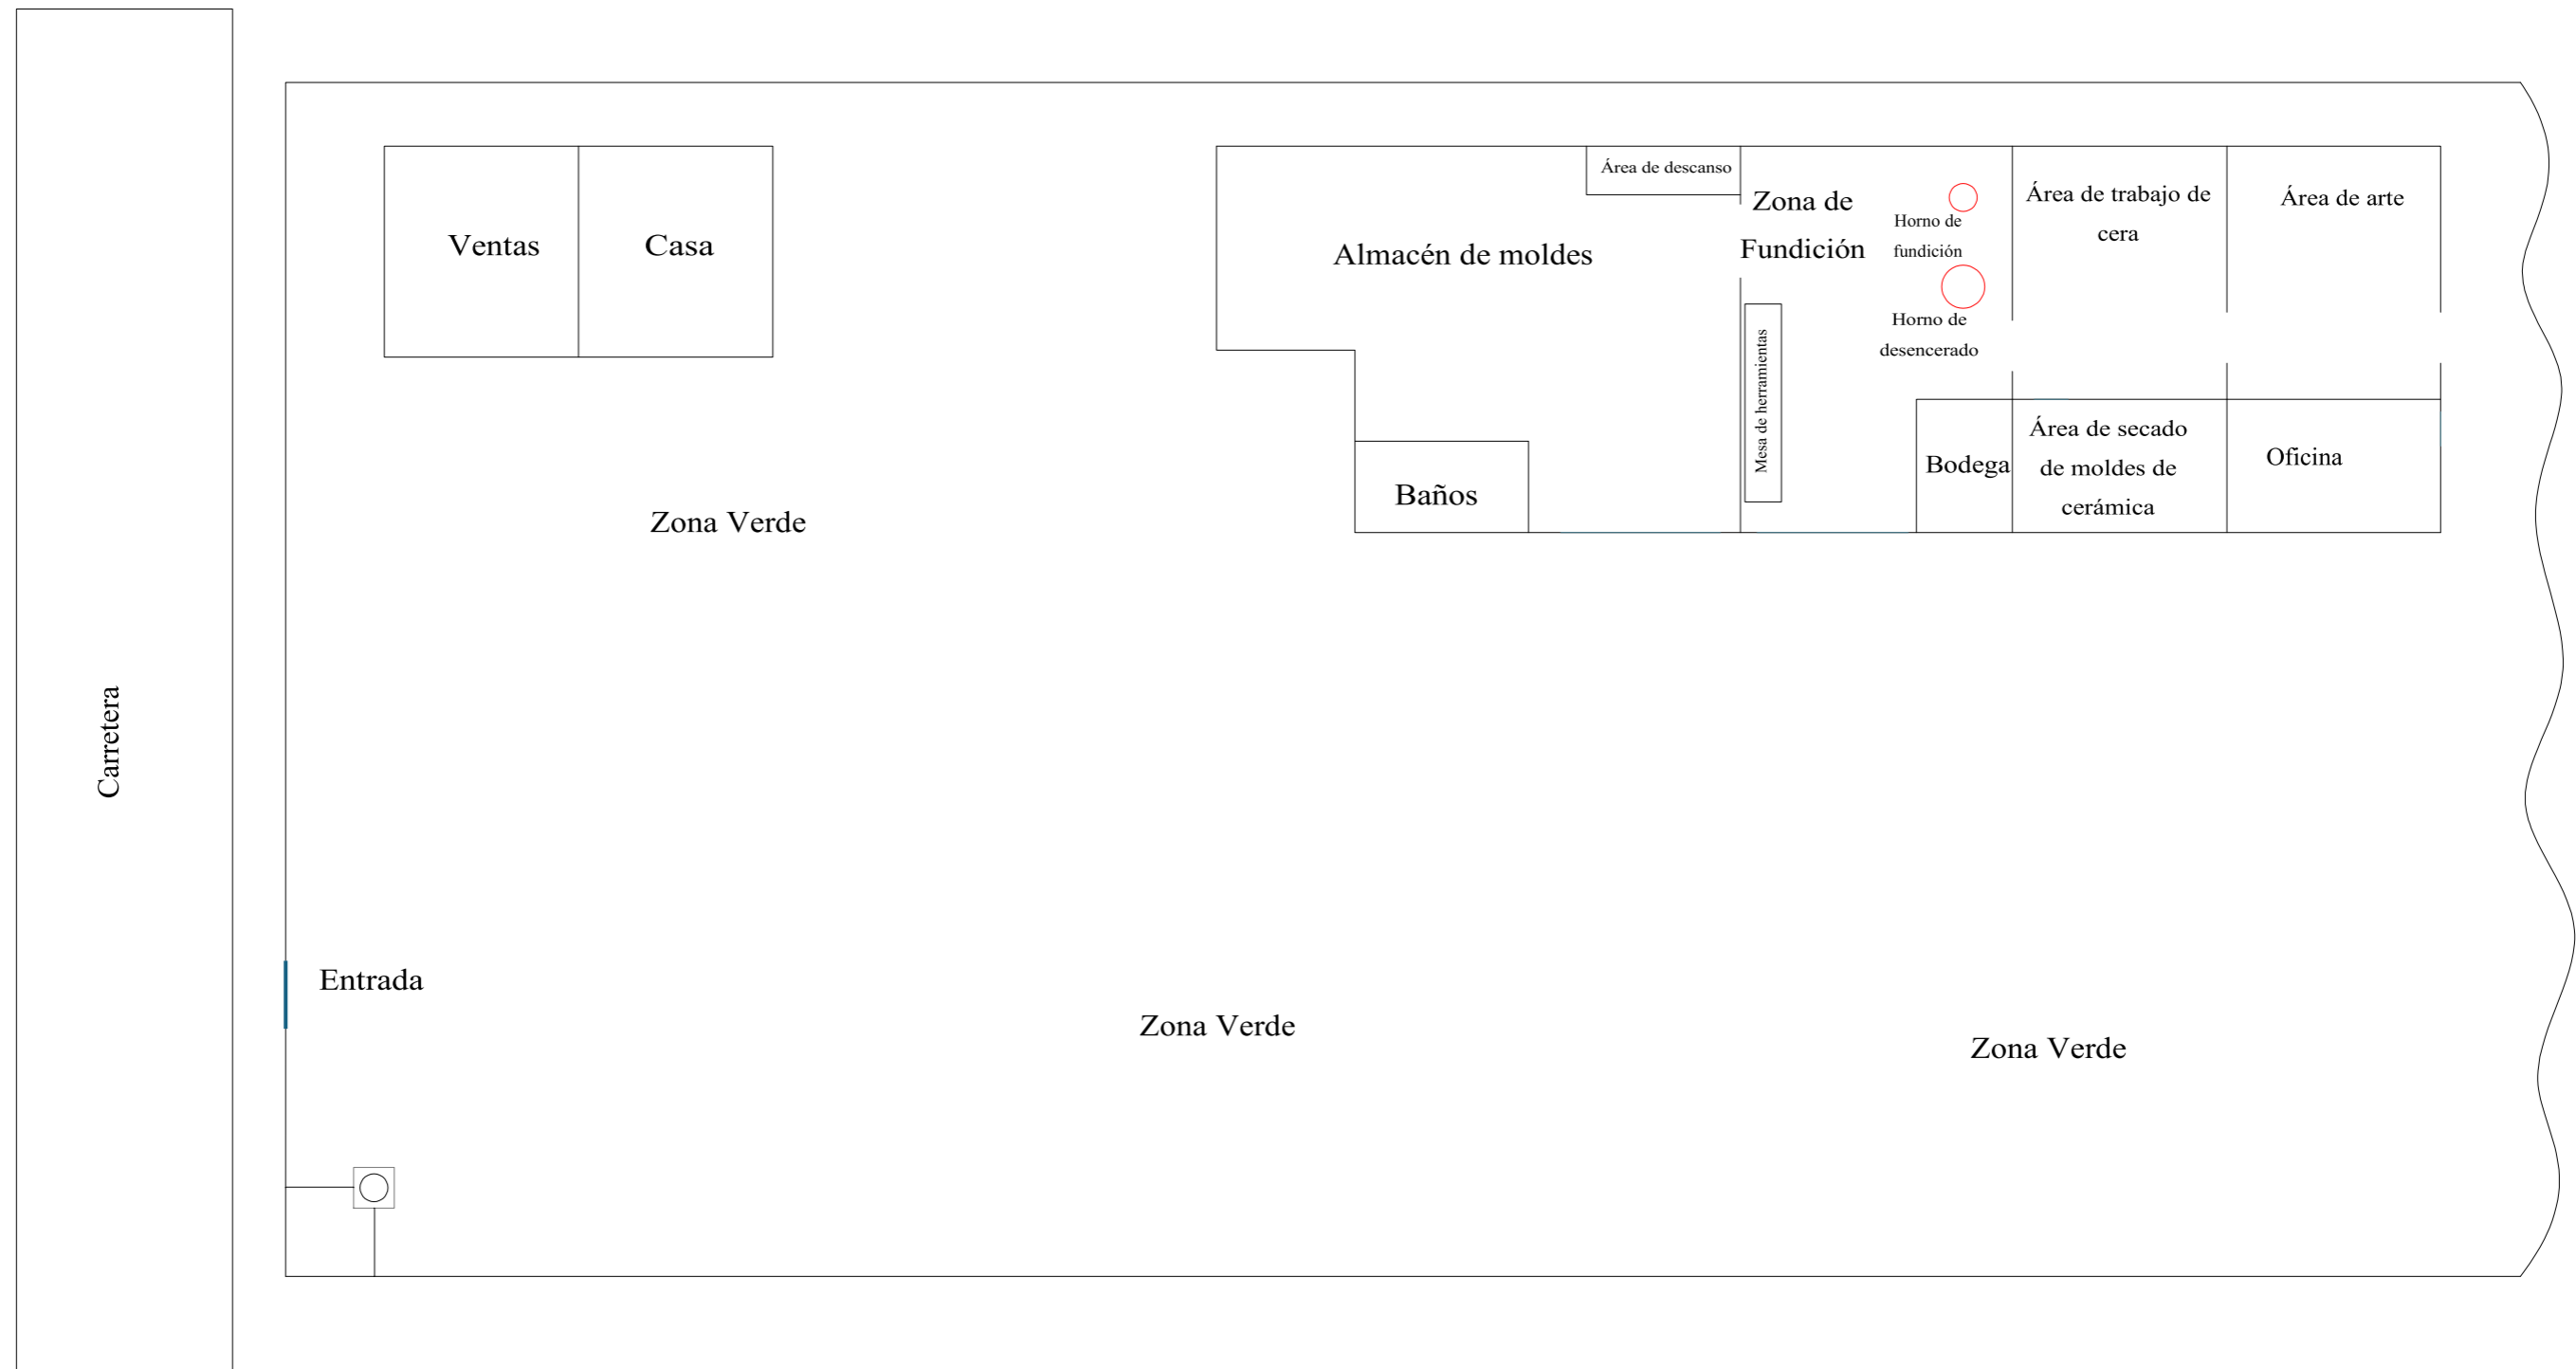 Carretera
Ventas
Casa
Almacén de moldes
Área de descanso
Zona de
Fundición
Horno de
fundición
Horno de
desencerado
Mesa de herramientas
Área de trabajo de
cera
Área de arte
Baños
Bodega
Área de secado
de moldes de
cerámica
Oficina
Zona Verde
Entrada
Zona Verde
Zona Verde